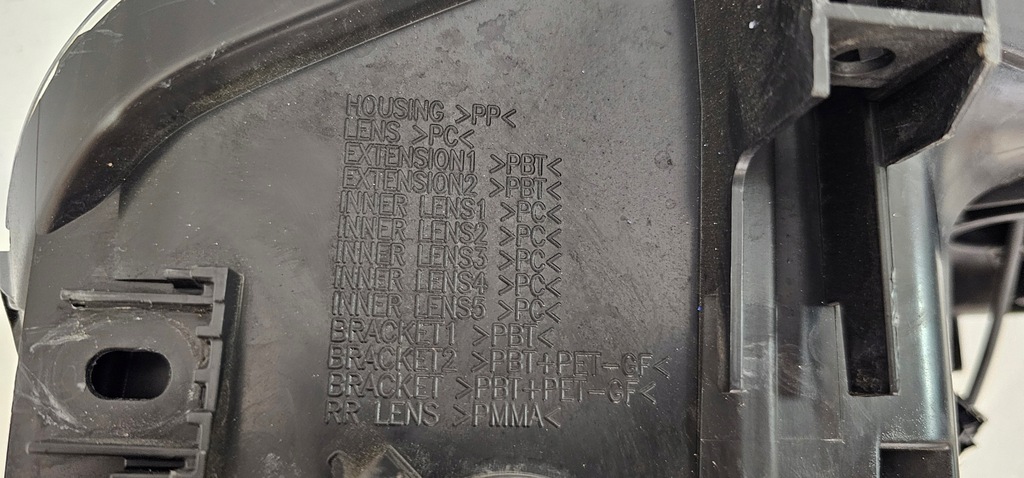 HOUSING >PP<
LENS >PC<
EXTENSION1 >PBT<
EXTENSION2 >PBT<
INNER LENS1 >PC<
INNER LENS2 >PC<
INNER LENS3 >PC<
INNER LENS4 >PC<
INNER LENS5 >PC<
BRACKET1 >PBT<
BRACKET2 >PBT+PET-GF<
BRACKET >PBT+PET-GF<
RR LENS >PMMA<